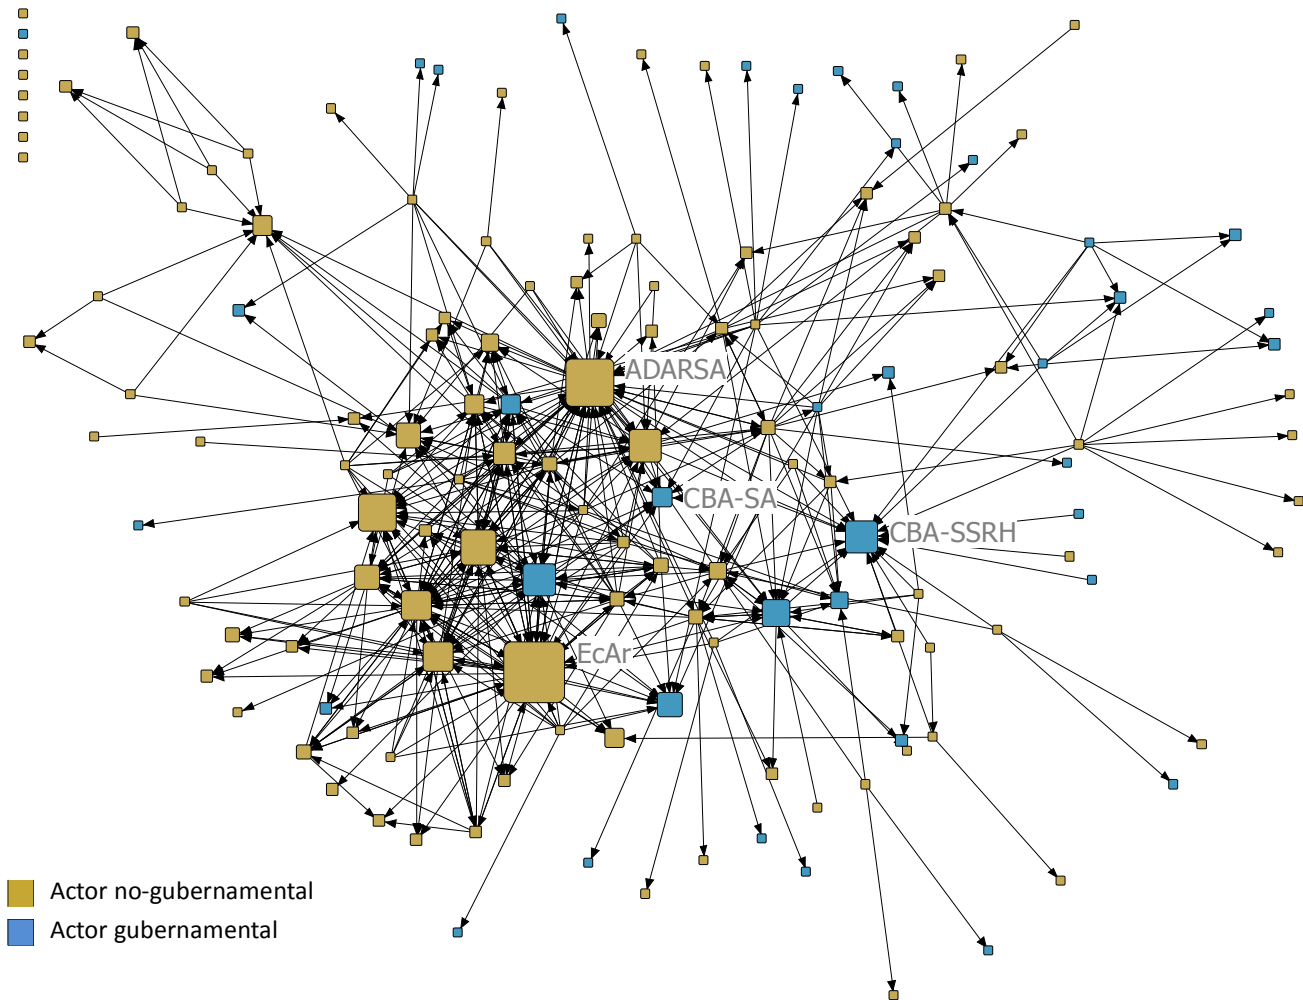 ADARSA
CBA-SA
CBA-SSRH
EcAr
Actor no-gubernamental
Actor gubernamental